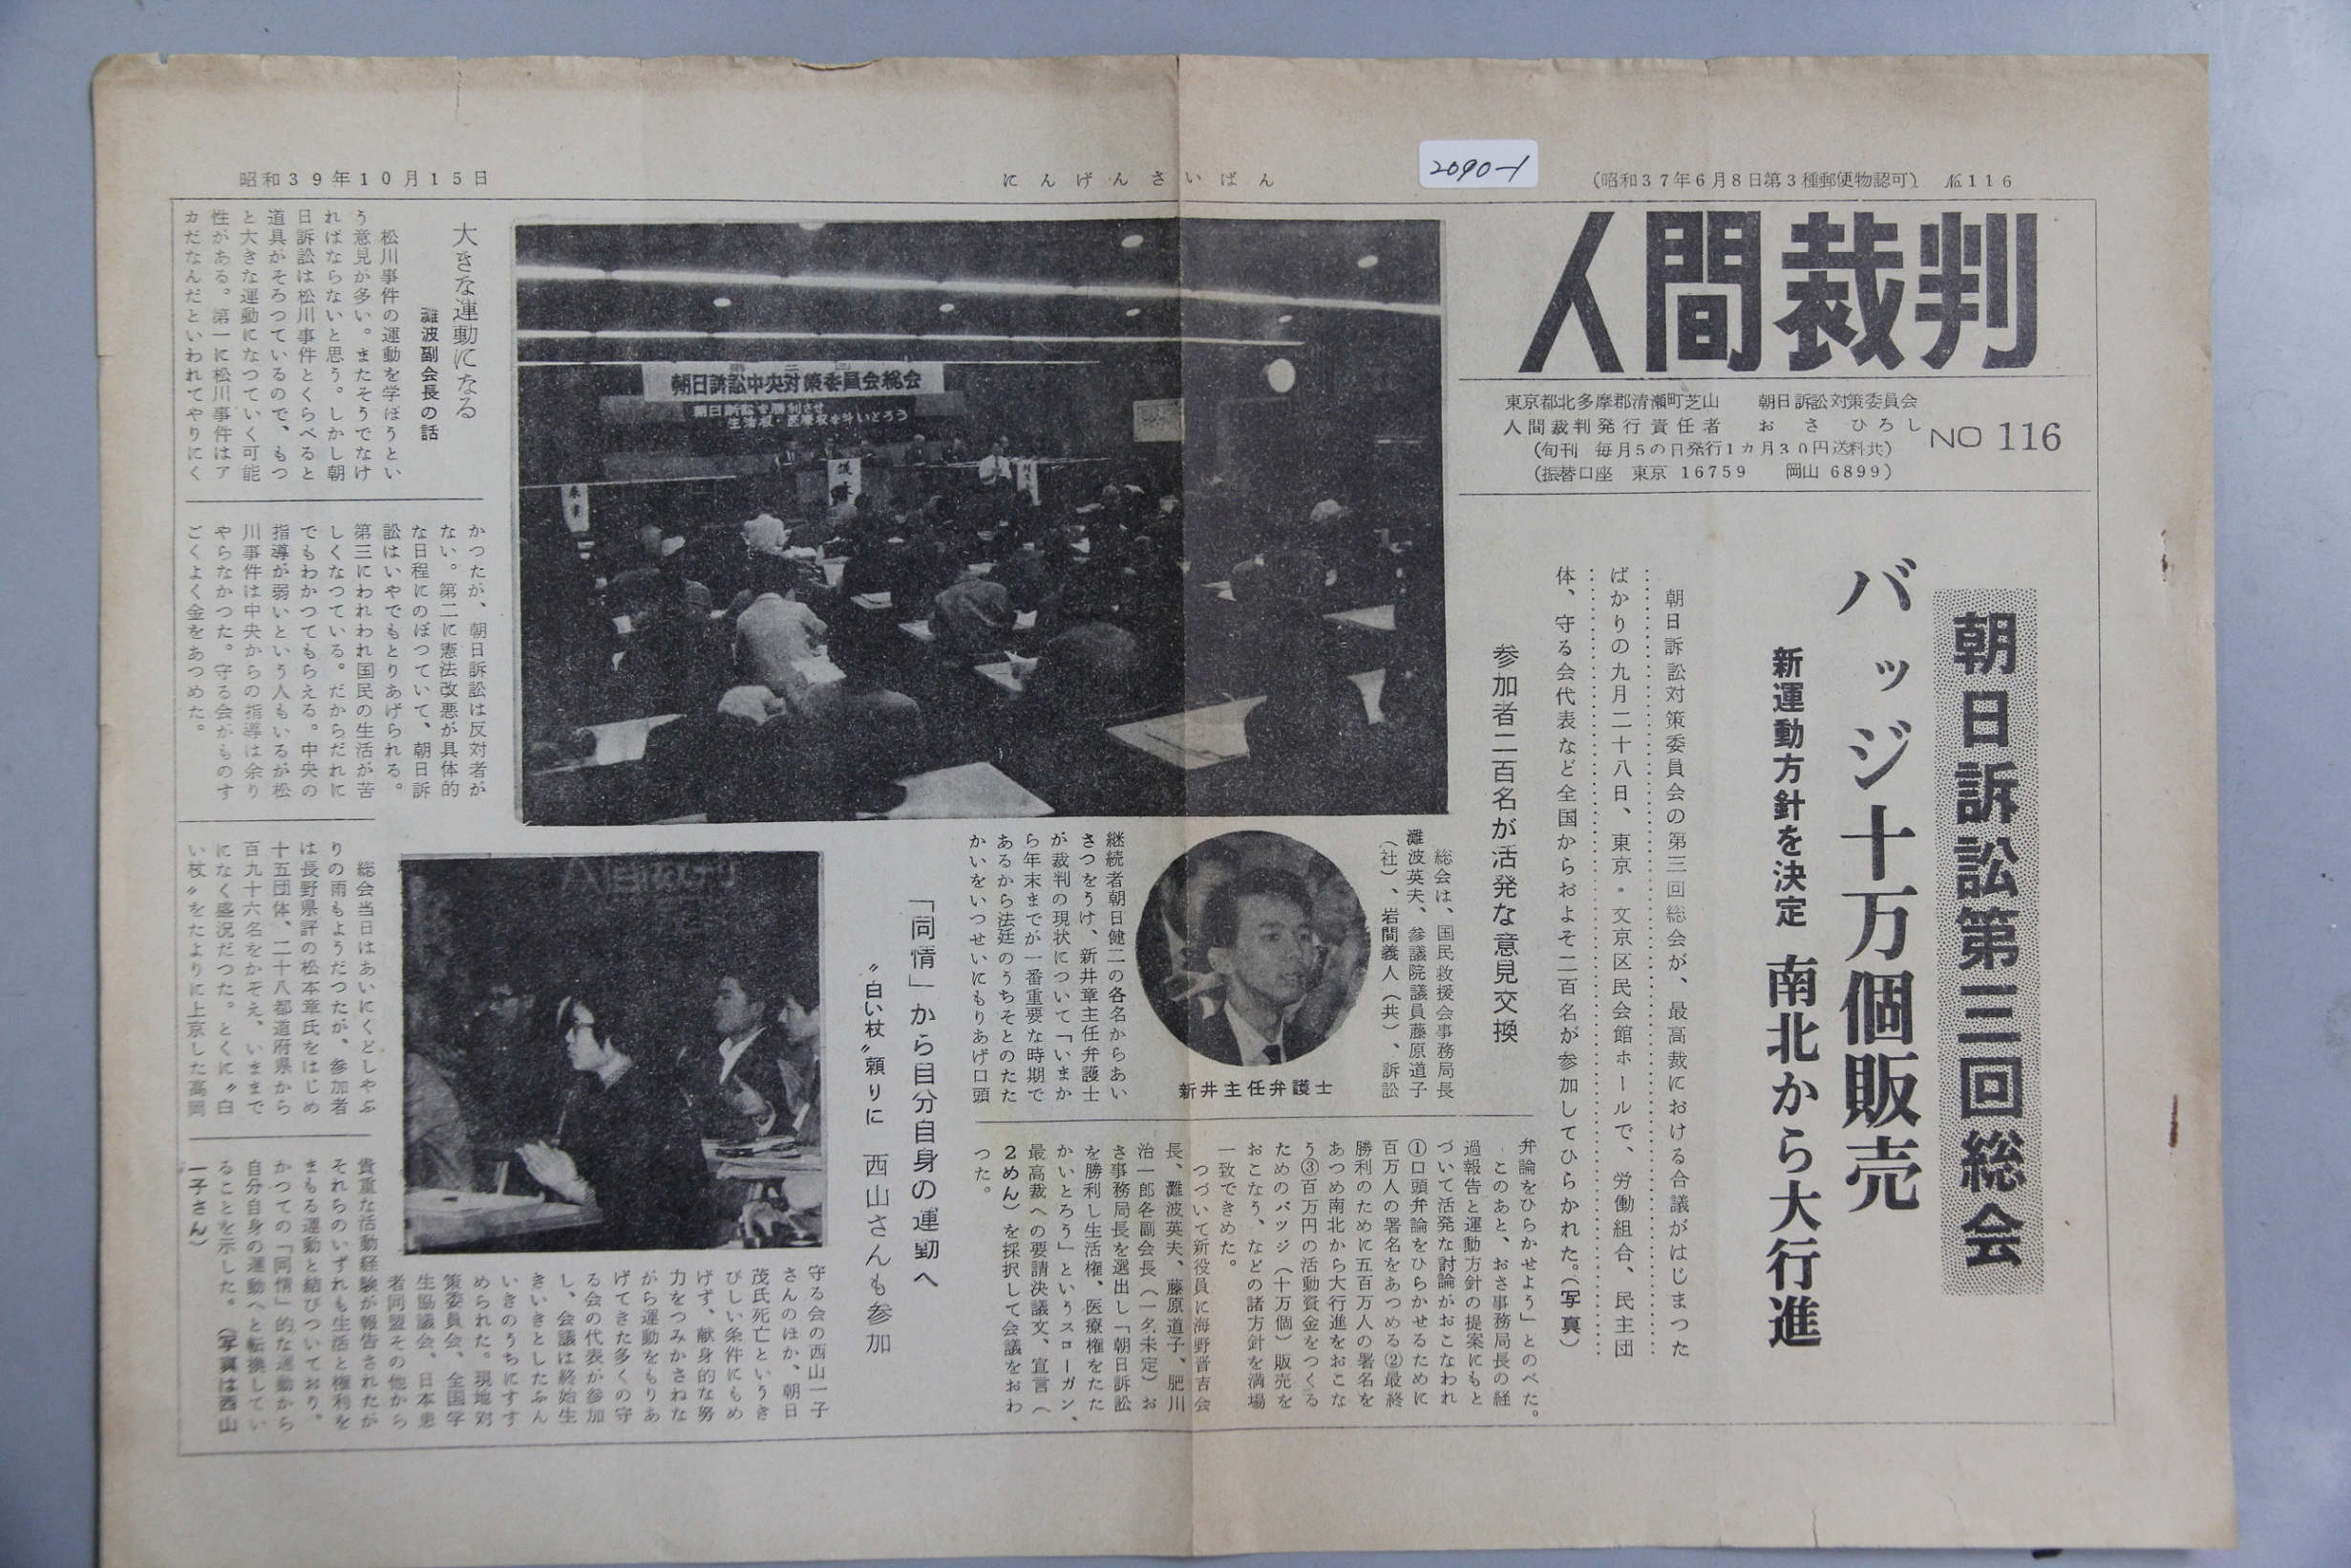 昭和39年10月15日
にんげんさいばん
2090-1
(昭和37年6月8日第3種郵便物認可) №116
人間裁判
東京都北多摩郡清瀬町芝山 朝日訴訟対策委員会
人間裁判発行責任者 おさ ひろし
(旬刊 毎月5の日発行1カ月30円送料共)
(振替口座 東京 16759 岡山 6899)
NO 116
朝日訴訟第三回総会
バッジ十万個販売
新運動方針を決定 南北から大行進
朝日訴訟対策委員会の第三回総会が、最高裁における合議がはじまった
ばかりの九月二十八日、東京・文京区民会館ホールで、労働組合、民主団
体、守る会代表など全国からおよそ二百名が参加してひらかれた。(写真)
参加者二百名が活発な意見交換
総会は、国民救援会事務局長
灘波英夫、参議院議員藤原道子
(社)、岩間義人(共)、訴訟
新井主任弁護士
継続者朝日健二の各名からあい
さつをうけ、新井章主任弁護士
が裁判の現状について「いまか
ら年末までが一番重要な時期で
あるから法廷のうちそとのたた
かいをいつせいにもりあげ口頭
弁論をひらかせよう」とのべた。
このあと、おさ事務局長の経
過報告と運動方針の提案にもと
づいて活発な討論がおこなわれ
①口頭弁論をひらかせるために
百万人の署名をあつめる②最終
勝利のために五百万人の署名を
あつめ南北から大行進をおこな
う③百万円の活動資金をつくる
ためのバッジ(十万個)販売を
おこなう、などの諸方針を満場
一致できめた。
つづいて新役員に海野晋吉会
長、灘波英夫、藤原道子、肥川
治一郎各副会長(一名未定)お
さ事務局長を選出し「朝日訴訟
を勝利し生活権、医療権をたた
かいとろう」というスローガン、
最高裁への要請決議文、宣言(
2めん)を採択して会議をおわ
つた。
「同情」から自分自身の運動へ
〝白い杖〟頼りに 西山さんも参加
総会当日はあいにくどしゃぶ
りの雨もようだつたが、参加者
は長野県評の松本章氏をはじめ
十五団体、二十八都道府県から
百九十六名をかぞえ、いままで
になく盛況だつた。とくに〝白
い杖〟をたよりに上京した高岡
守る会の西山一子
さんのほか、朝日
茂氏死亡というき
びしい条件にもめ
げず、献身的な努
力をつみかさねな
がら運動をもりあ
げてきた多くの守
る会の代表が参加
し、会議は終始生
きいきとしたふん
いきのうちにすす
められた。現地対
策委員会、全国学
生協議会、日本患
者同盟その他から
貴重な活動経験が報告されたが
それらのいずれも生活と権利を
まもる運動と結びついており。
かつての「同情」的な運動から
自分自身の運動へと転換してい
ることを示した。(写真は西山
一子さん)
大きな運動になる
灘波副会長の話
松川事件の運動を学ぼうとい
う意見が多い。またそうでなけ
ればならないと思う。しかし朝
日訴訟は松川事件とくらべると
道具がそろつているので、もつ
と大きな運動になつていく可能
性がある。第一に松川事件はア
カだなんだといわれてやりにく
かつたが、朝日訴訟は反対者が
ない。第二に憲法改悪が具体的
な日程にのぼつていて、朝日訴
訟はいやでもとりあげられる。
第三にわれわれ国民の生活が苦
しくなつている。だからだれに
でもわかつてもらえる。中央の
指導が弱いという人もいるが松
川事件は中央からの指導は余り
やらなかつた。守る会がものす
ごくよく金をあつめた。
第三回
朝日訴訟中央対策委員会総会
朝日訴訟を勝利させ
生活权・医療权を斗いとろう